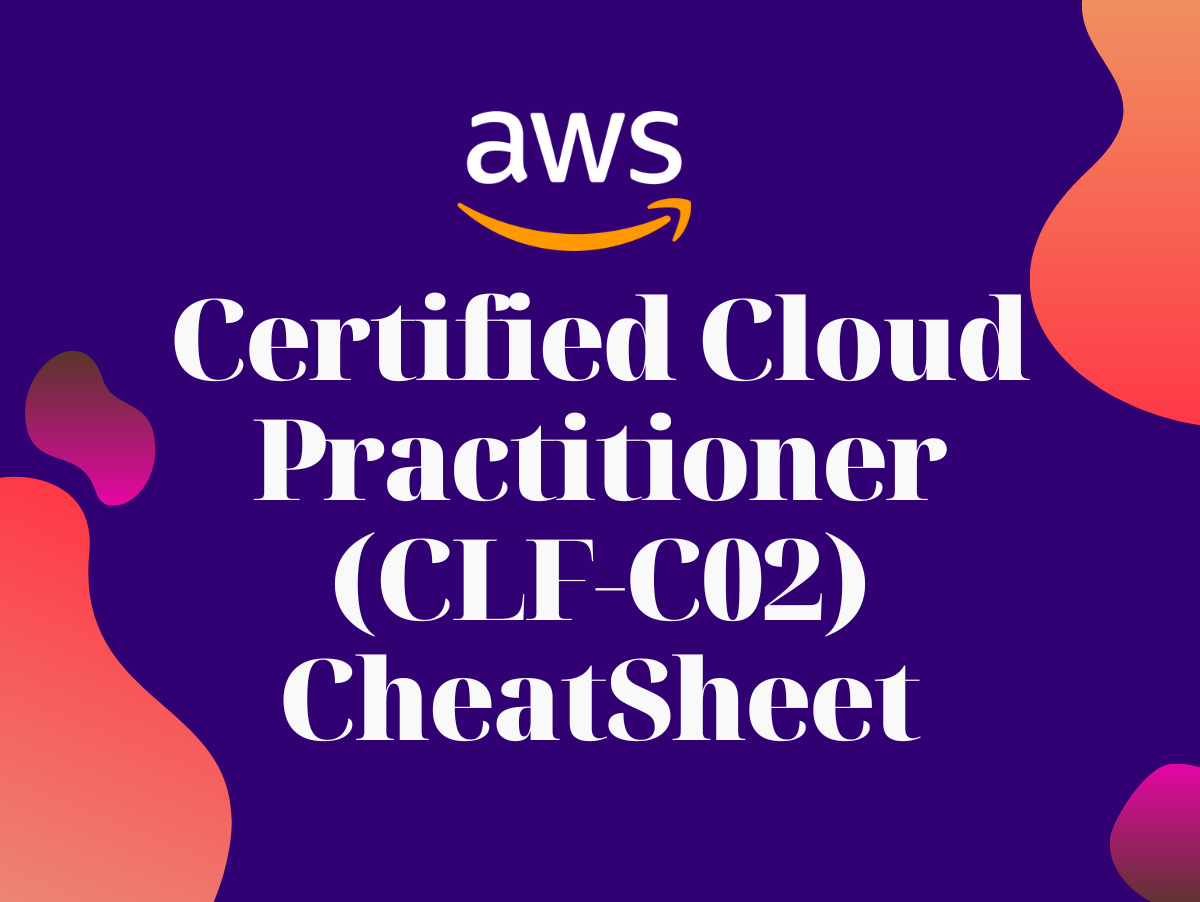 aws
Certified Cloud
Practitioner
(CLF-C02)
CheatSheet